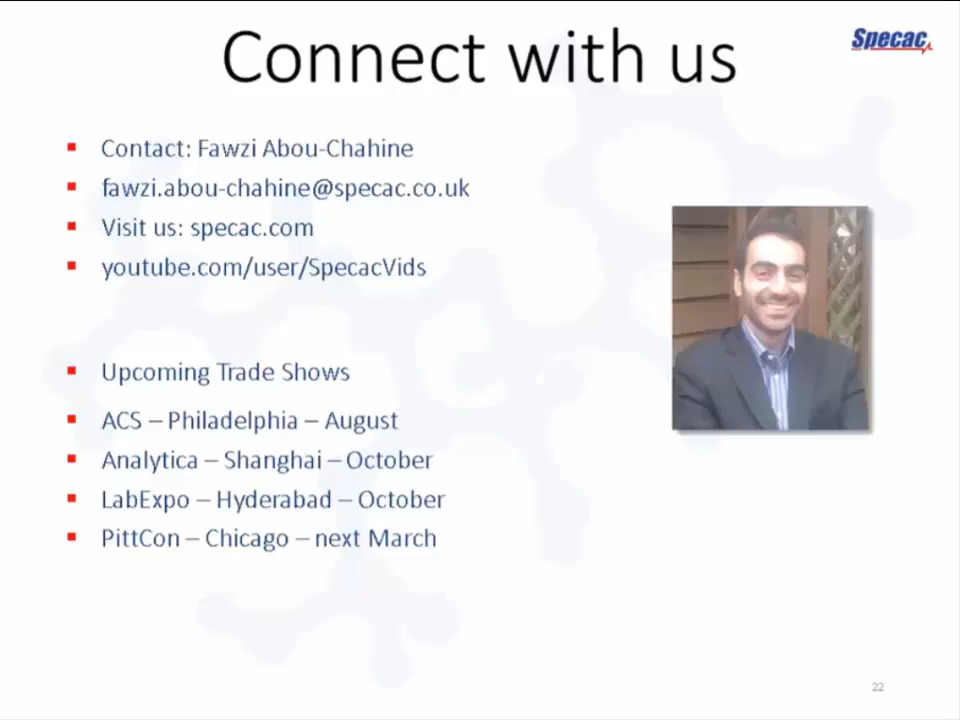 Connect with us
Specac
Contact: Fawzi Abou-Chahine
fawzi.abou-chahine@specac.co.uk
Visit us: specac.com
youtube.com/user/SpecacVids
Upcoming Trade Shows
ACS – Philadelphia – August
Analytica – Shanghai – October
LabExpo – Hyderabad – October
PittCon – Chicago – next March
22